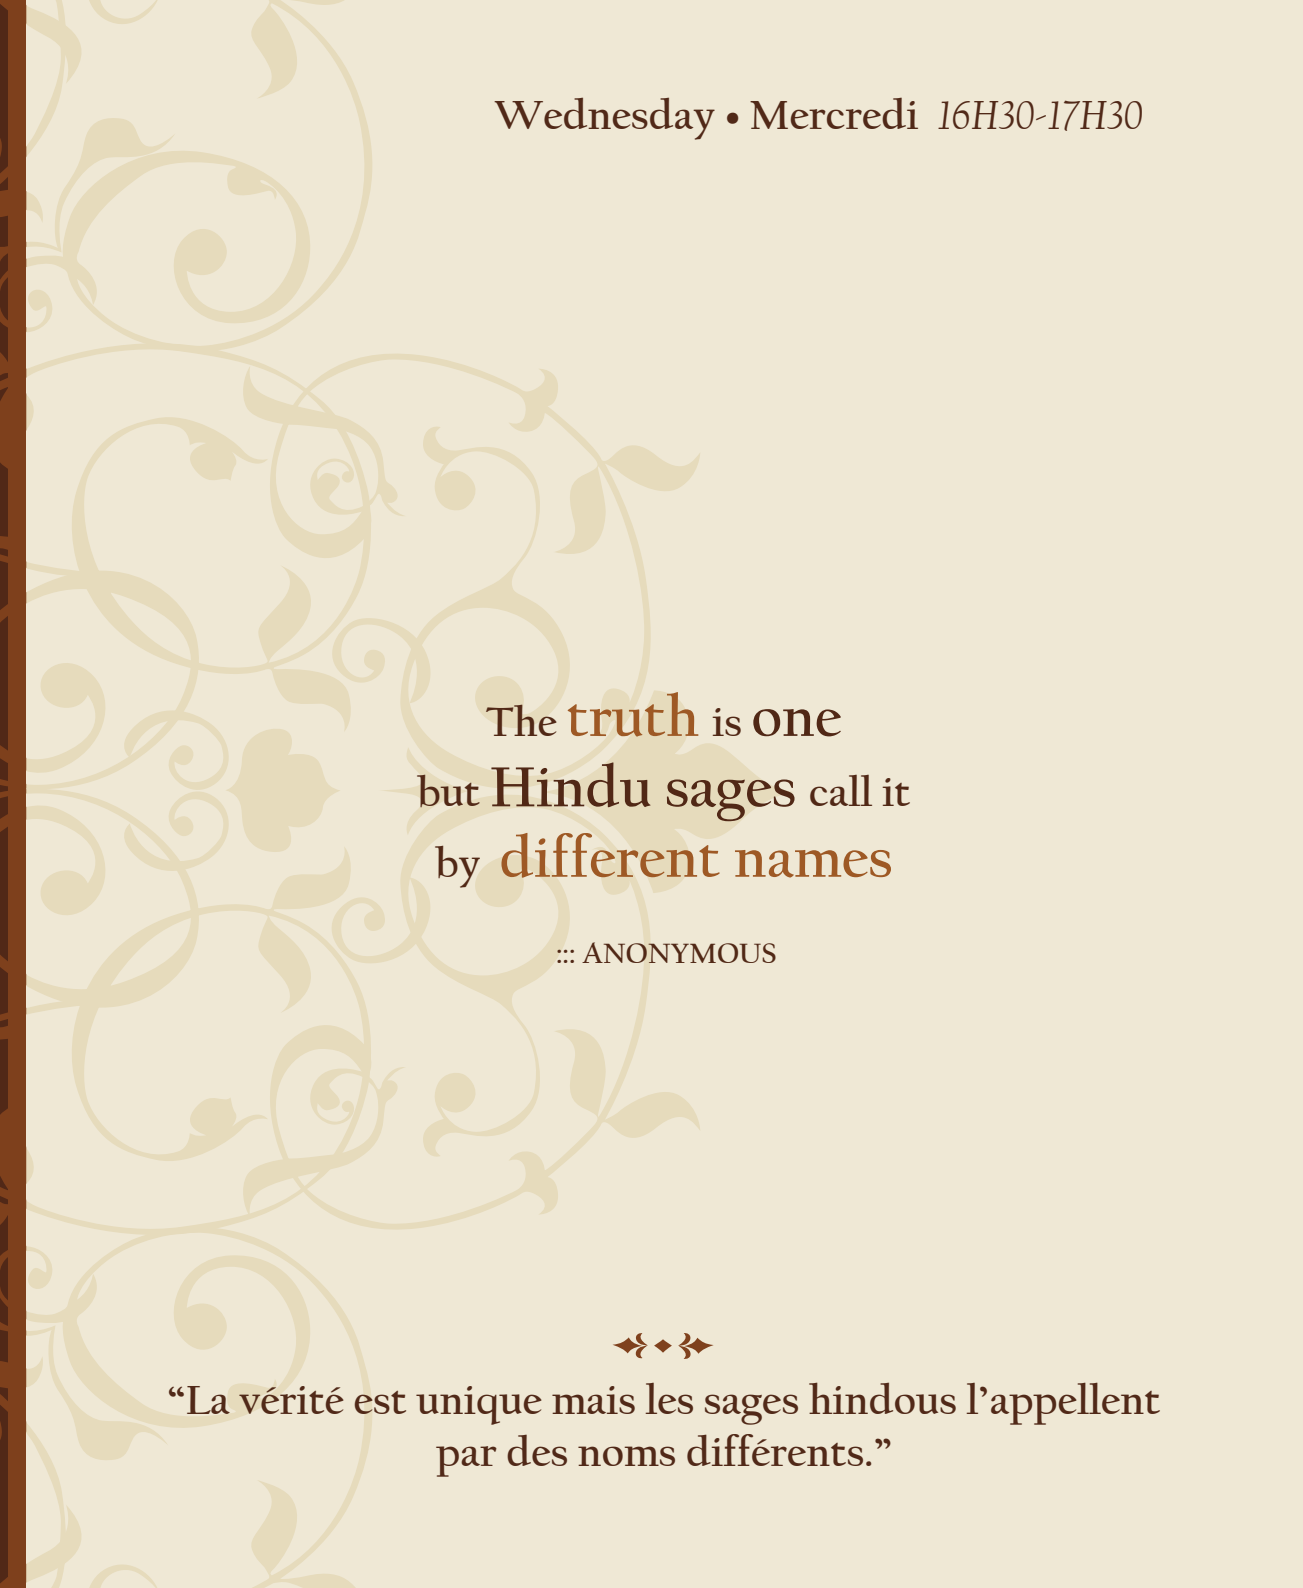 Wednesday • Mercredi 16H30-17H30
The truth is one
but Hindu sages call it
by different names
::: ANONYMOUS
“La vérité est unique mais les sages hindous l’appellent
par des noms différents.”